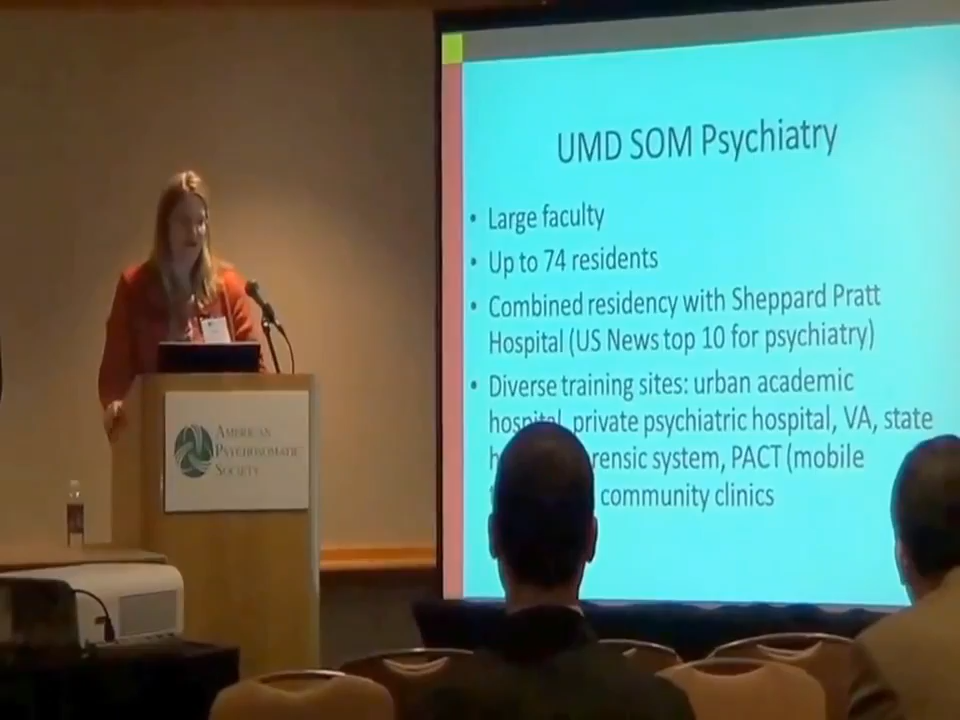 UMD SOM Psychiatry
• Large faculty
• Up to 74 residents
• Combined residency with Sheppard Pratt
Hospital (US News top 10 for psychiatry)
• Diverse training sites: urban academic
hospital, private psychiatric hospital, VA, state
rensic system, PACT (mobile
community clinics
AMERICAN
PSYCHOSOMATIC
SOCIETY